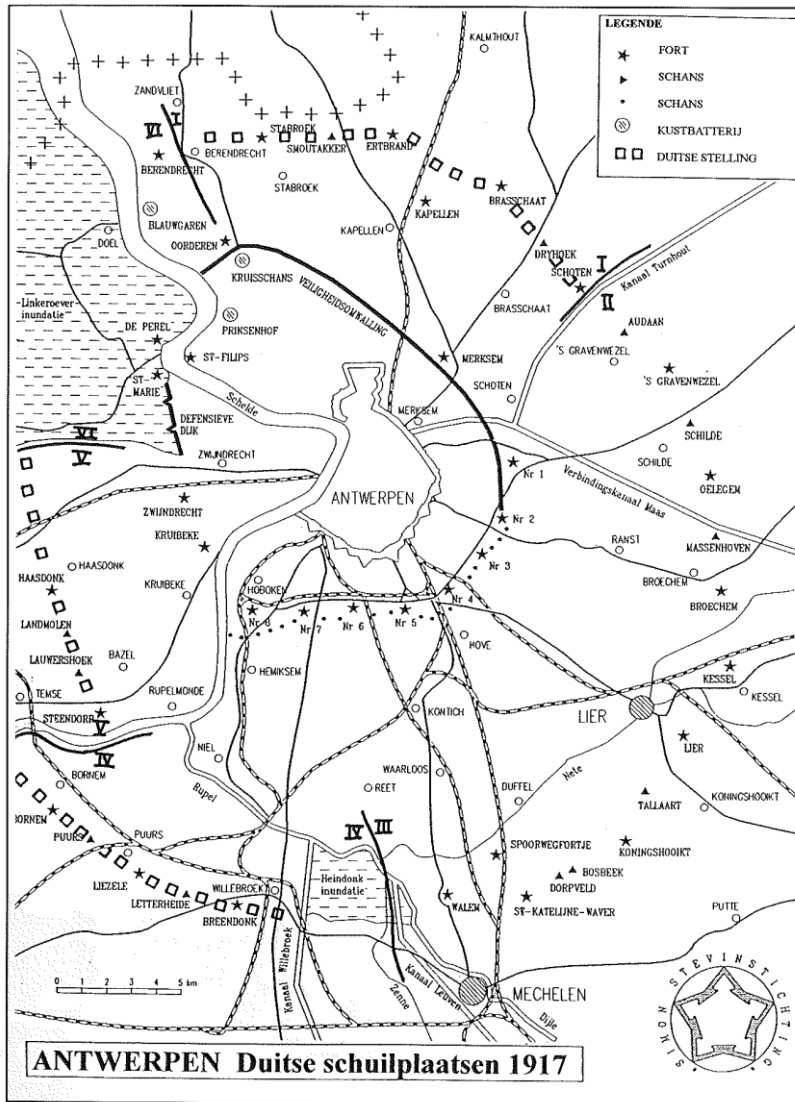 LEGENDE
FORT
SCHANS
SCHANS
KUSTBATTERIJ
DUITSE STELLING
KALMTHOUT
ZANDVLIET
I
VI
STABROEK
BERENDRECHT
SMOUTAKKER
ERTBRAND
BERENDRECHT
STABROEK
BRASSCHAAT
BLAUWGAREN
KAPELLEN
DOEL
OORDEREN
KAPELLEN
DRYHOEK
KRUISSCHANS
SCHOTEN
I
II
Kanaal Turnhout
VEILIGHEIDSOMWALLING
BRASSCHAAT
Linkeroever-
inundatie
PRINSENHOF
AUDAAN
DE PEREL
ST-FILIPS
MERKSEM
'S GRAVENWEZEL
'S GRAVENWEZEL
ST-
MARIE
SCHOTEN
Schelde
DEFENSIEVE
DIJK
MERKSEM
SCHILDE
VI
V
ZWIJNDRECHT
Nr 1
SCHILDE
Verbindingskanaal Maas
OELEGEM
ANTWERPEN
ZWIJNDRECHT
Nr 2
KRUIBEKE
RANST
MASSENHOVEN
Nr 3
HAASDONK
HAASDONK
HOBOKEN
BROECHEM
KRUIBEKE
Nr 4
BROECHEM
LANDMOLEN
Nr 8
Nr 7
Nr 6
Nr 5
HOVE
LAUWERSHOEK
BAZEL
HEMIKSEM
KESSEL
TEMSE
RUPELMONDE
KESSEL
STEENDORP
V
KONTICH
LIER
IV
LIER
NIEL
BORNEM
WAARLOOS
Nete
Rupel
REET
DUFFEL
TALLAART
KONINGSHOOIKT
BORNEM
PUURS
PUURS
IV
III
SPOORWEGFORTJE
KONINGSHOOIKT
LIEZELE
WILLEBROEK
Heindonk
inundatie
BOSBEEK
DORPVELD
LETTERHEIDE
BREENDONK
WALEM
ST-KATELIJNE-WAVER
PUTTE
Kanaal Willebroek
Kanaal Leuven
Zenne
MECHELEN
Dijle
0 5 km
SIMON STEVINSTICHTING
ANTWERPEN Duitse schuilplaatsen 1917